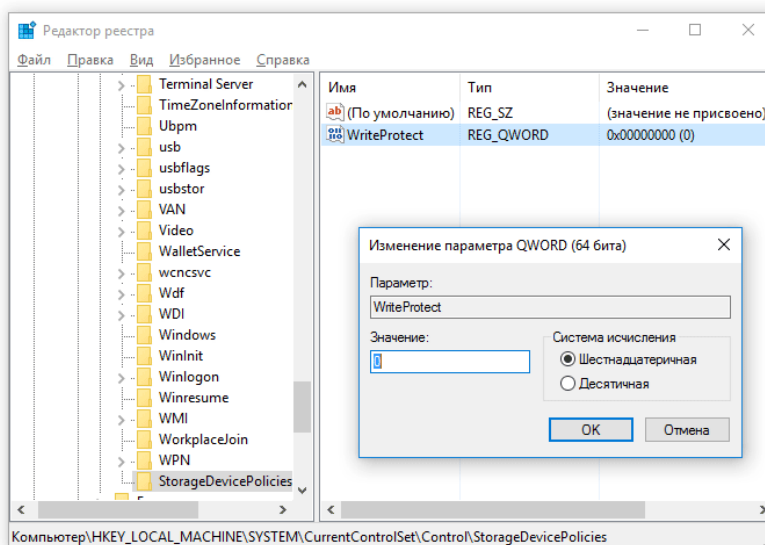 Редактор реестра
Файл Правка Вид Избранное Справка
Terminal Server
TimeZoneInformation
Ubpm
usb
usbflags
usbstor
VAN
Video
WalletService
wcncsvc
Wdf
WDI
Windows
WinInit
Winlogon
Winresume
WMI
WorkplaceJoin
WPN
StorageDevicePolicies
Имя Тип Значение
(По умолчанию) REG_SZ (значение не присвоено)
WriteProtect REG_QWORD 0x00000000 (0)
Изменение параметра QWORD (64 бита)
Параметр:
WriteProtect
Значение:
0
Система исчисления
Шестнадцатеричная
Десятичная
OK Отмена
Компьютер\HKEY_LOCAL_MACHINE\SYSTEM\CurrentControlSet\Control\StorageDevicePolicies